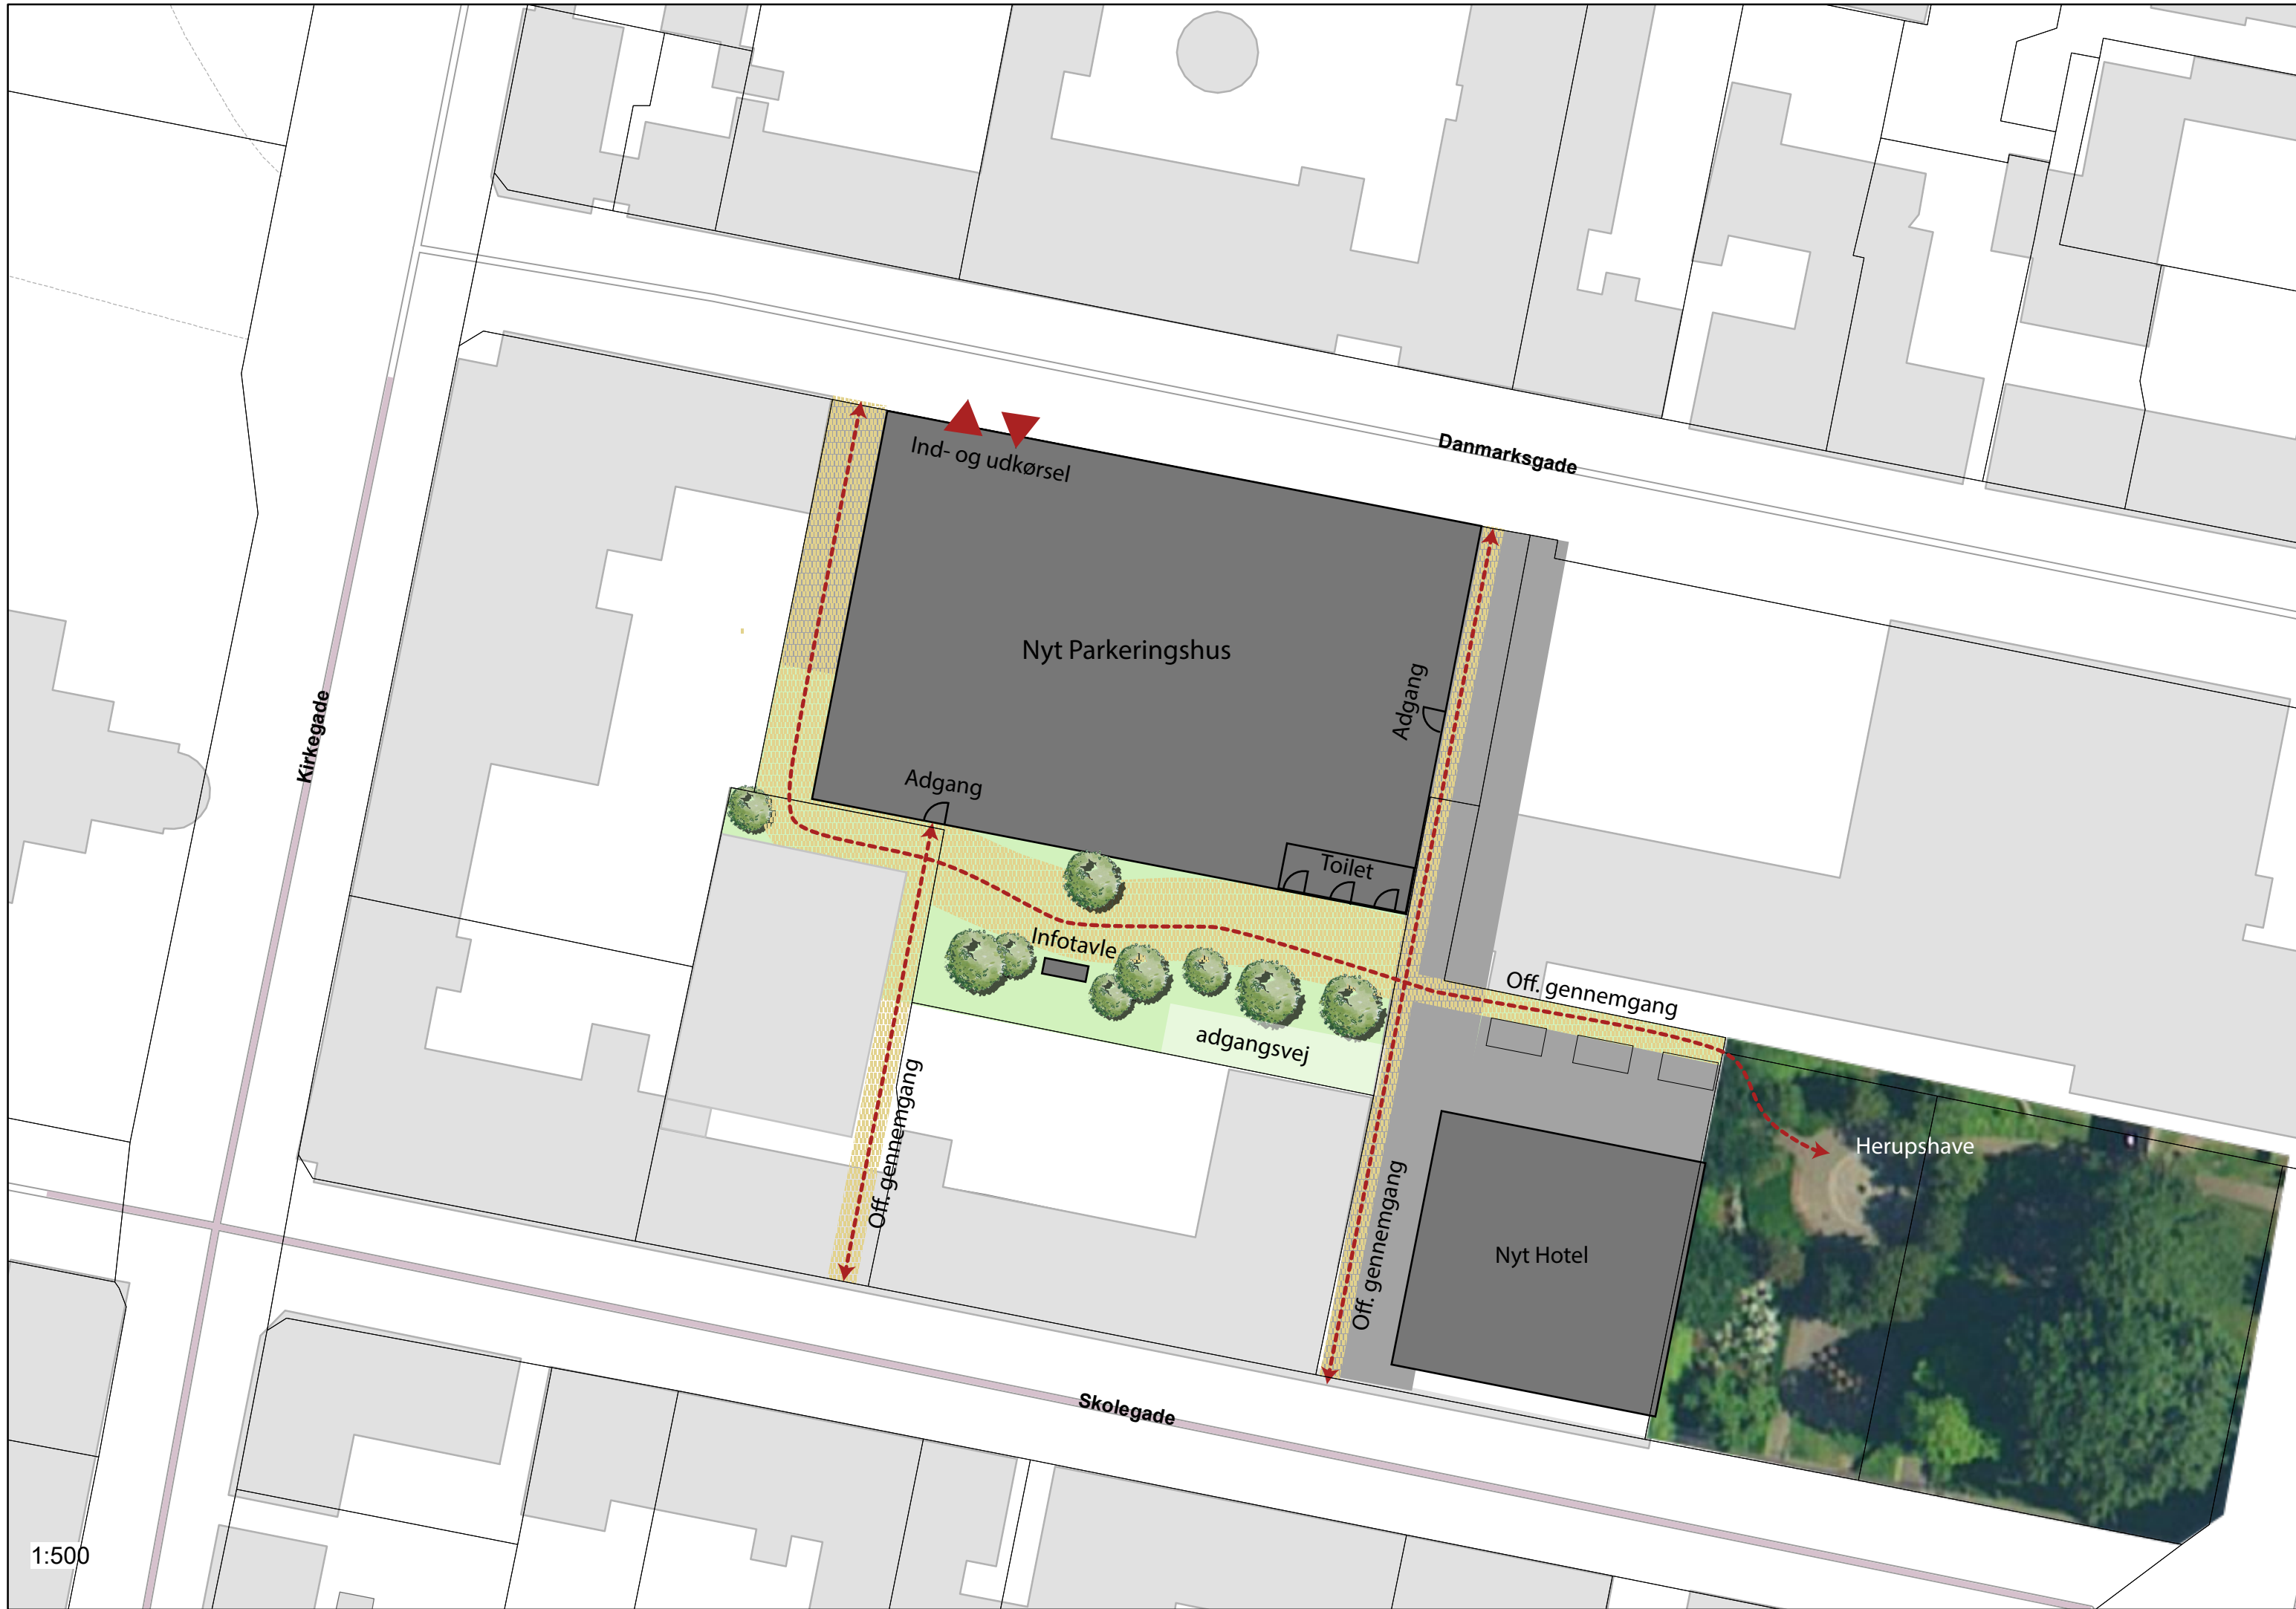 Danmarksgade
Ind- og udkørsel
Nyt Parkeringshus
Adgang
Kirkegade
Adgang
Toilet
Infotavle
Off. gennemgang
adgangsvej
Off. gennemgang
Herupshave
Off. gennemgang
Nyt Hotel
Skolegade
1:500